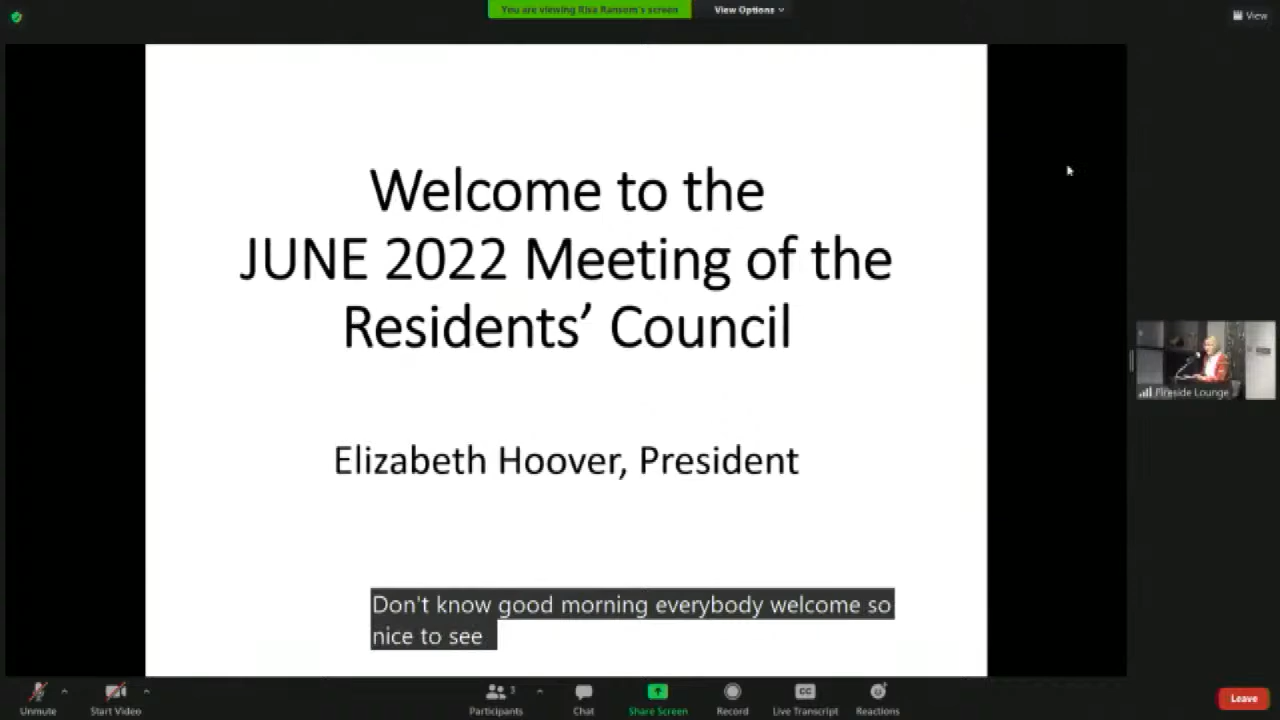 You are viewing Risa Ransom's screen
View Options
View
Welcome to the
JUNE 2022 Meeting of the
Residents' Council
Elizabeth Hoover, President
Fireside Lounge
Don't know good morning everybody welcome so
nice to see
Unmute
Start Video
Participants
3
Chat
Share Screen
Record
CC
Live Transcript
Reactions
Leave